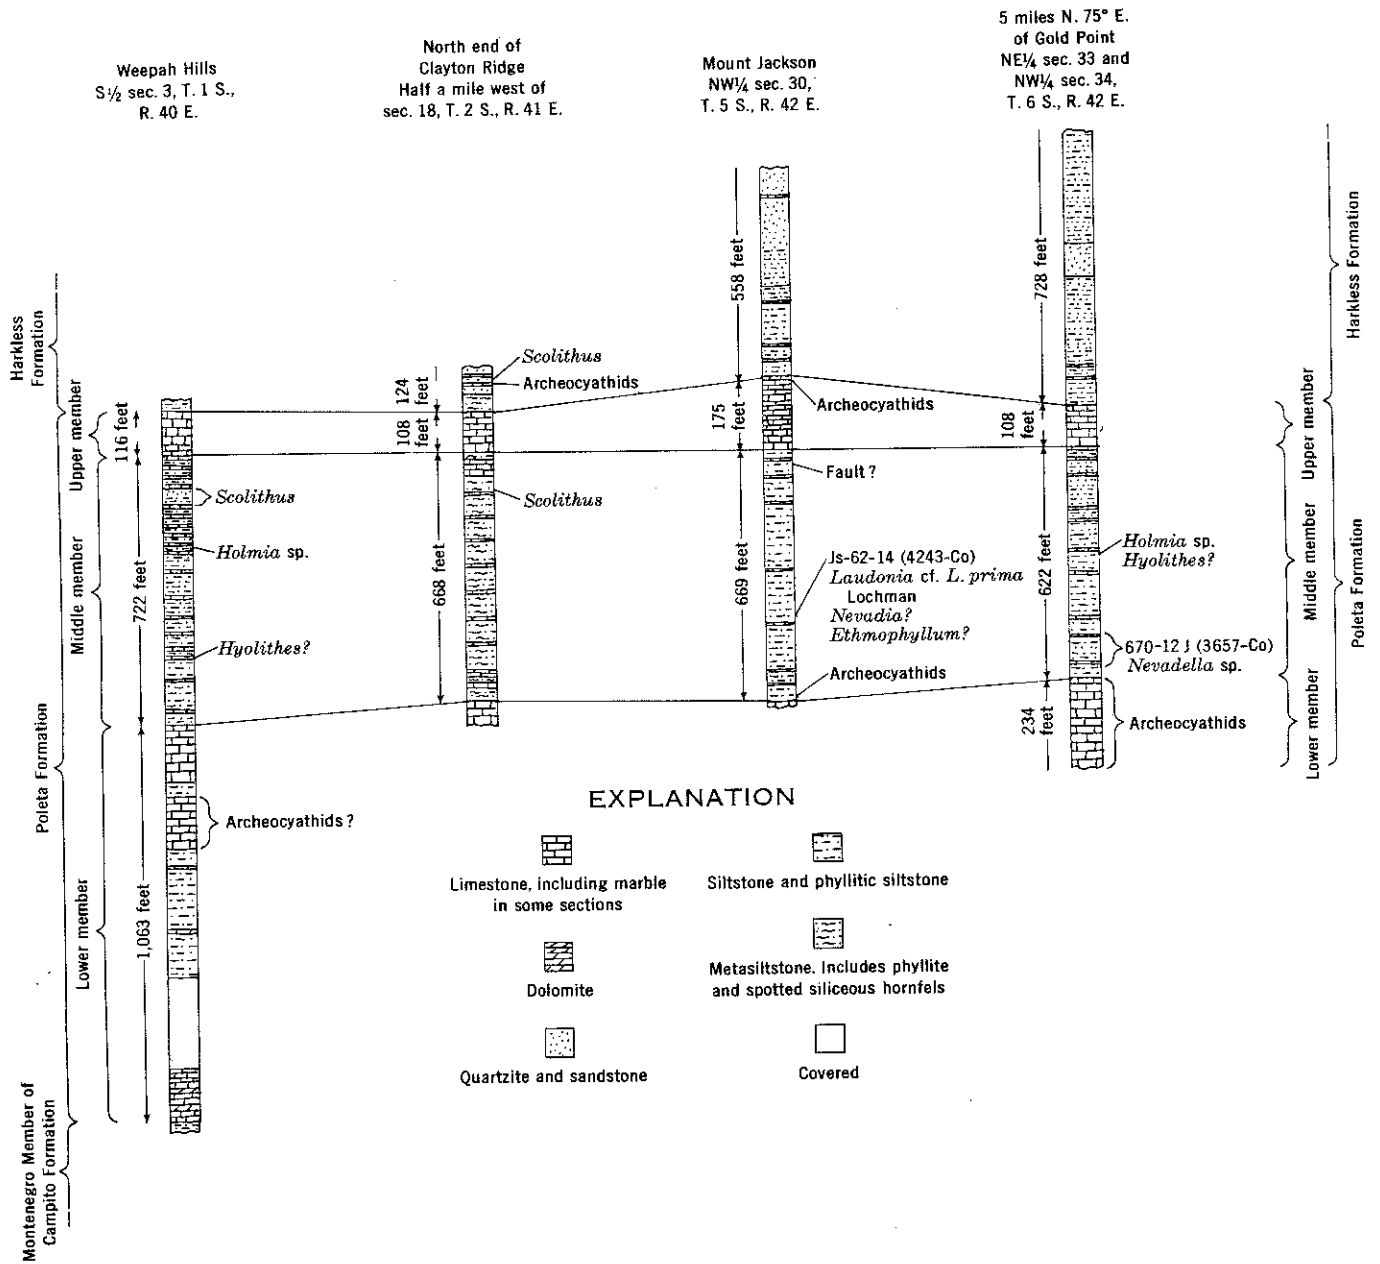 Weepah Hills
S½ sec. 3, T. 1 S.,
R. 40 E.
North end of
Clayton Ridge
Half a mile west of
sec. 18, T. 2 S., R. 41 E.
Mount Jackson
NW¼ sec. 30,
T. 5 S., R. 42 E.
5 miles N. 75° E.
of Gold Point
NE¼ sec. 33 and
NW¼ sec. 34,
T. 6 S., R. 42 E.
Harkless
Formation
Poleta Formation
Montenegro Member of
Campito Formation
Upper member
Middle member
Lower member
116 feet
722 feet
1,063 feet
Scolithus
Holmia sp.
Hyolithes?
Archeocyathids?
124
feet
108
feet
668 feet
Scolithus
Archeocyathids
Scolithus
558 feet
175
feet
669 feet
Archeocyathids
Fault?
Js-62-14 (4243-Co)
Laudonia cf. L. prima
Lochman
Nevadia?
Ethmophyllum?
Archeocyathids
728 feet
108
feet
622 feet
234
feet
Holmia sp.
Hyolithes?
670-12 J (3657-Co)
Nevadella sp.
Archeocyathids
Upper member
Middle member
Lower member
Harkless Formation
Poleta Formation
EXPLANATION
Limestone, including marble
in some sections
Dolomite
Quartzite and sandstone
Siltstone and phyllitic siltstone
Metasiltstone. Includes phyllite
and spotted siliceous hornfels
Covered